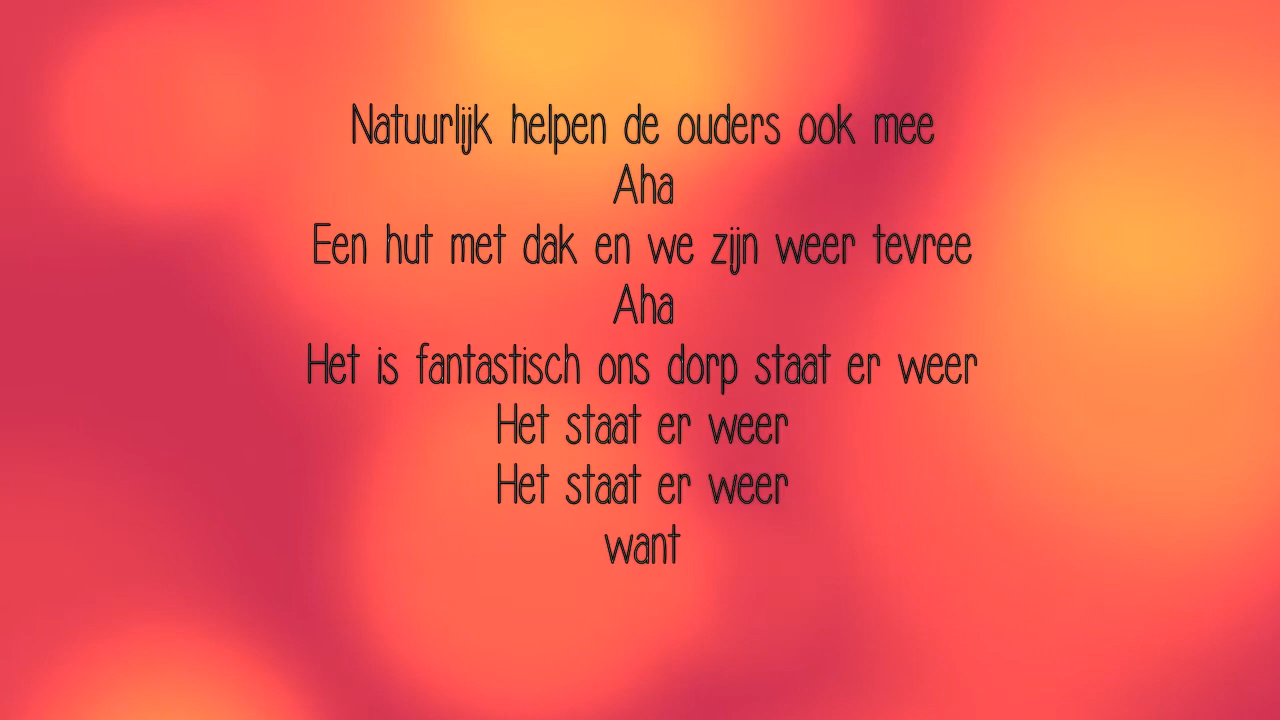 Natuurlijk helpen de ouders ook mee
Aha
Een hut met dak en we zijn weer tevree
Aha
Het is fantastisch ons dorp staat er weer
Het staat er weer
Het staat er weer
want